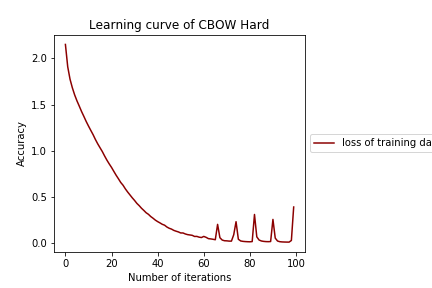 Learning curve of CBOW Hard
2.0
1.5
1.0
0.5
0.0
Accuracy
0 20 40 60 80 100
Number of iterations
loss of training da